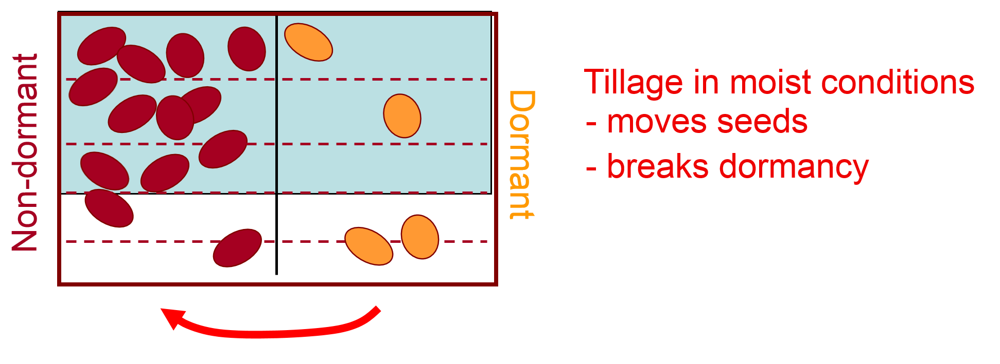 Non-dormant
Dormant
Tillage in moist conditions
- moves seeds
- breaks dormancy